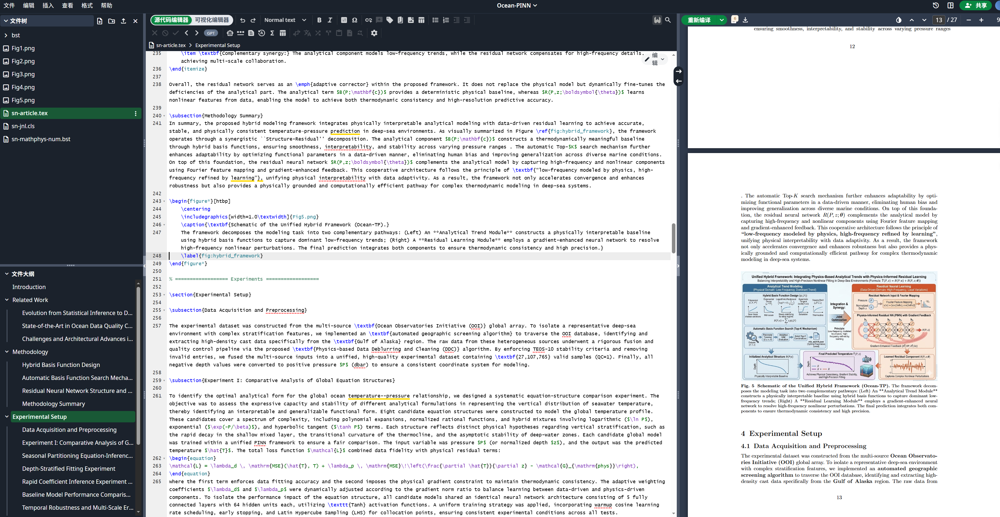 文件 编辑 插入 查看 格式 帮助
Ocean-PINN
共享
文件树
bst
Fig1.png
Fig2.png
Fig3.png
Fig4.png
Fig5.png
sn-article.tex
sn-jnl.cls
sn-mathphys-num.bst
文件大纲
Introduction
Related Work
Evolution from Statistical Inference to D...
State-of-the-Art in Ocean Data Quality C...
Challenges and Architectural Advances i...
Methodology
Hybrid Basis Function Design
Automatic Basis Function Search Mecha...
Residual Neural Network Structure and ...
Methodology Summary
Experimental Setup
Data Acquisition and Preprocessing
Experiment I: Comparative Analysis of G...
Seasonal Partitioning Equation-Inferenc...
Depth-Stratified Fitting Experiment
Rapid Coefficient Inference Experiment ...
Baseline Model Performance Comparis...
Temporal Robustness and Multi-Scale Er...
源代码编辑器 可视化编辑器 Normal text B I Ω
GPT Σ
sn-article.tex > Experimental Setup
编辑
235 \item \textbf{Complementary synergy:} The analytical component models low-frequency trends, while the residual network compensates for high-frequency details,
achieving multi-scale collaboration.
236 \end{itemize}
237
238 Overall, the residual network serves as an \emph{adaptive corrector} within the proposed framework. It does not replace the physical model but dynamically fine-tunes the
deficiencies of the analytical part. The analytical term $B(P;\mathbf{c})$ provides a deterministic physical baseline, whereas $R(P,z;\boldsymbol{\theta})$ learns
nonlinear features from data, enabling the model to achieve both thermodynamic consistency and high-resolution predictive accuracy.
239
240 \subsection{Methodology Summary}
241 In summary, the proposed hybrid modeling framework integrates physically interpretable analytical modeling with data-driven residual learning to achieve accurate,
stable, and physically consistent temperature–pressure prediction in deep-sea environments. As visually summarized in Figure \ref{fig:hybrid_framework}, the framework
operates through a synergistic ``Structure-Residual'' decomposition. The analytical component $B(P;\mathbf{c})$ constructs a thermodynamically meaningful baseline
through hybrid basis functions, ensuring smoothness, interpretability, and stability across varying pressure ranges . The automatic Top-$K$ search mechanism further
enhances adaptability by optimizing functional parameters in a data-driven manner, eliminating human bias and improving generalization across diverse marine conditions.
On top of this foundation, the residual neural network $R(P,z;\boldsymbol{\theta})$ complements the analytical model by capturing high-frequency and nonlinear components
using Fourier feature mapping and gradient-enhanced feedback. This cooperative architecture follows the principle of \textbf{“low-frequency modeled by physics, high-
frequency refined by learning”}, unifying physical interpretability with data adaptivity. As a result, the framework not only accelerates convergence and enhances
robustness but also provides a physically grounded and computationally efficient pathway for complex thermodynamic modeling in deep-sea systems.
242
243 \begin{figure*}[htbp]
244 \centering
245 \includegraphics[width=1.0\textwidth]{Fig5.png}
246 \caption{\textbf{Schematic of the Unified Hybrid Framework (Ocean-TP).}
247 The framework decomposes the modeling task into two complementary pathways: (Left) An **Analytical Trend Module** constructs a physically interpretable baseline
using hybrid basis functions to capture dominant low-frequency trends; (Right) A **Residual Learning Module** employs a gradient-enhanced neural network to resolve
high-frequency nonlinear perturbations. The final prediction integrates both components to ensure thermodynamic consistency and high precision.}
248 \label{fig:hybrid_framework}
249 \end{figure*}
250
251 % ================== Experiments ==================
252
253 \section{Experimental Setup}
254
255 \subsection{Data Acquisition and Preprocessing}
256
257 The experimental dataset was constructed from the multi-source \textbf{Ocean Observatories Initiative (OOI)} global array. To isolate a representative deep-sea
environment with complex stratification features, we implemented an \textbf{automated geographic screening algorithm} to traverse the OOI database, identifying and
extracting high-density cast data specifically from the \textbf{Gulf of Alaska} region. The raw data from these heterogeneous sources underwent a rigorous fusion and
quality control pipeline via the proposed \textbf{Physics-based Data Deblurring and Cleaning (DDC)} algorithm. By enforcing TEOS-10 stability criteria and removing
invalid entries, we fused the multi-source inputs into a unified, high-quality experimental dataset containing \textbf{27,107,765} valid samples (QC=1). Finally, all
negative depth values were converted to positive pressure $P$ (dbar) to ensure a consistent coordinate system for modeling.
258
259 \subsection{Experiment I: Comparative Analysis of Global Equation Structures}
260
261 To identify the optimal analytical form for the global ocean temperature--pressure relationship, we designed a systematic equation-structure comparison experiment. The
objective was to assess the expressive capacity and stability of different analytical formulations in representing the vertical distribution of seawater temperature,
thereby identifying an interpretable and generalizable functional form. Eight candidate equation structures were constructed to model the global temperature profile.
These candidates cover a spectrum of complexity, including polynomial expansions, normalized rational functions, and hybrid mixtures involving logarithmic ($\ln P$),
exponential ($\exp(-P/\beta)$), and hyperbolic tangent ($\tanh P$) terms. Each structure reflects distinct physical hypotheses regarding vertical stratification, such as
the rapid decay in the shallow mixed layer, the transitional curvature of the thermocline, and the asymptotic stability of deep-water zones. Each candidate global model
was trained within a unified PINN framework to ensure a fair comparison. The input variable was pressure $P$ (or normalized depth $z$), and the output was the predicted
temperature $\hat{T}$. The total loss function $\mathcal{L}$ combined data fidelity with physical residual terms:
262 \begin{equation}
263 \mathcal{L} = \lambda_d \, \mathrm{MSE}(\hat{T}, T) + \lambda_p \, \mathrm{MSE}\!\left(\frac{\partial \hat{T}}{\partial z} - \mathcal{G}_{\mathrm{phys}}\right),
264 \end{equation}
265 where the first term enforces data fitting accuracy and the second imposes the physical gradient constraint to maintain thermodynamic consistency. The adaptive weighting
coefficients $\lambda_d$ and $\lambda_p$ were dynamically adjusted according to the gradient norm ratio to balance learning between data-driven and physics-driven
components. To isolate the performance impact of the equation structure, all candidate models shared an identical neural network architecture consisting of 5 fully
connected layers with 64 hidden units each, utilizing \texttt{Tanh} activation functions. A uniform training strategy was applied, incorporating warmup cosine learning
rate scheduling, early stopping, and Latin Hypercube Sampling (LHS) for collocation points, ensuring consistent experimental conditions across all tests.
重新编译 6 13 / 27
ensuring smoothness, interpretability, and stability across varying pressure ranges
12
. The automatic Top-K search mechanism further enhances adaptability by opti-
mizing functional parameters in a data-driven manner, eliminating human bias and
improving generalization across diverse marine conditions. On top of this founda-
tion, the residual neural network R(P, z; θ) complements the analytical model by
capturing high-frequency and nonlinear components using Fourier feature mapping
and gradient-enhanced feedback. This cooperative architecture follows the principle of
“low-frequency modeled by physics, high-frequency refined by learning”,
unifying physical interpretability with data adaptivity. As a result, the framework
not only accelerates convergence and enhances robustness but also provides a phys-
ically grounded and computationally efficient pathway for complex thermodynamic
modeling in deep-sea systems.
Unified Hybrid Framework: Integrating Physics-Based Analytical Trends with Physics-Informed Residual Learning
Balancing Interpretability and High-Precision Nonlinear Fitting in Deep-Sea Environments (Formula: T̂(P, z) = B(P; c) + R(P, z; θ))
Analytical Trend Modeling
(Physical Domain: Low-Frequency, Dominant Trend)
Hybrid Basis Function Design
Polynomial
Exponential Decay
Logarithmic/Reciprocal
Hyperbolic Tangent
Square-Root
Near-linear shallow variations
Mid-ocean
Slowly stabilizing for deep regions
Saturation
Thermocline
Automatic Basis Function Search (Top-K Mechanism)
Dataset
Parameter Traversal
Weighted MAE Evaluation
Select Top-K Combinations
(Optimal Parameters Saved)
Initialized Analytical Structure B(P;c)
Depth
Physically Interpretable Baseline
Integration & Synergy:
Joint Optimization
Principle:
Low-frequency modeled by physics, high-frequency refined by learning
Residual Neural Learning
(Data-Driven Domain: High-Frequency, Local Variations)
Residual Network Input & Fourier Mapping
Pressure P
Normalized Depth z
Fourier Feature Mapping
Physics-Informed Residual NN (PINN) with Gradient Feedback
R(P, z)
Gradient-Enhanced Feedback
Final Predicted Temperature T̂(P, z)
Depth
Achieves Physical Consistency, Gradient Stability,
and High-Precision Fitting
Learned Residual Component R(P, z; θ)
Captures Complex Nonlinear Perturbations
Fig. 5 Schematic of the Unified Hybrid Framework (Ocean-TP). The framework decom-
poses the modeling task into two complementary pathways: (Left) An **Analytical Trend Module**
constructs a physically interpretable baseline using hybrid basis functions to capture dominant low-
frequency trends; (Right) A **Residual Learning Module** employs a gradient-enhanced neural
network to resolve high-frequency nonlinear perturbations. The final prediction integrates both com-
ponents to ensure thermodynamic consistency and high precision.
4 Experimental Setup
4.1 Data Acquisition and Preprocessing
The experimental dataset was constructed from the multi-source Ocean Observato-
ries Initiative (OOI) global array. To isolate a representative deep-sea environment
with complex stratification features, we implemented an automated geographic
screening algorithm to traverse the OOI database, identifying and extracting high-
density cast data specifically from the Gulf of Alaska region. The raw data from
13